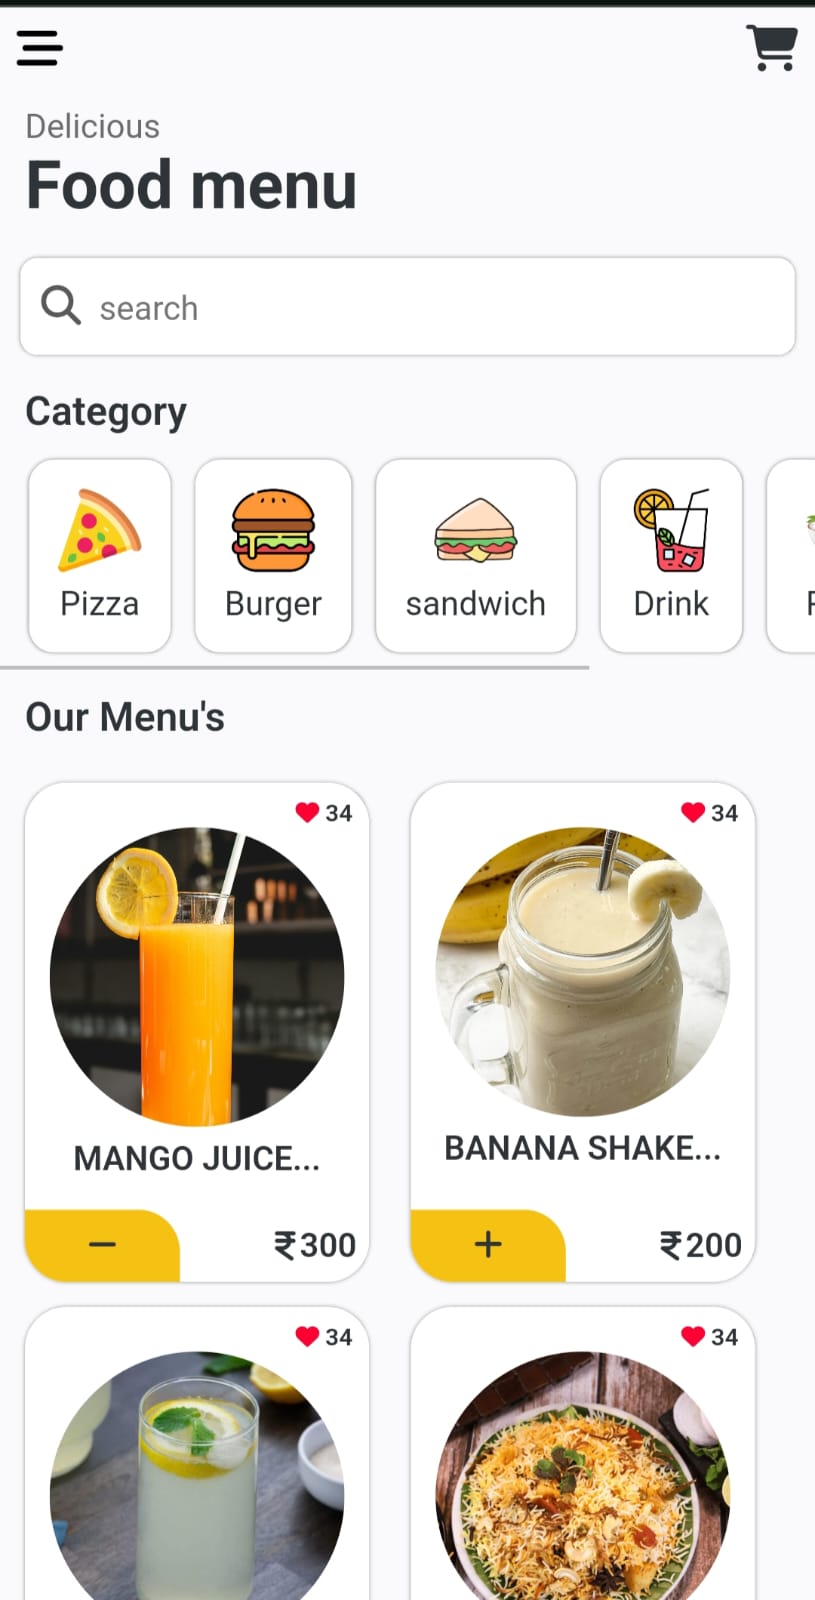 Delicious
Food menu
search
Category
Pizza
Burger
sandwich
Drink
Our Menu's
34
34
MANGO JUICE...
BANANA SHAKE...
−
₹300
+
₹200
34
34